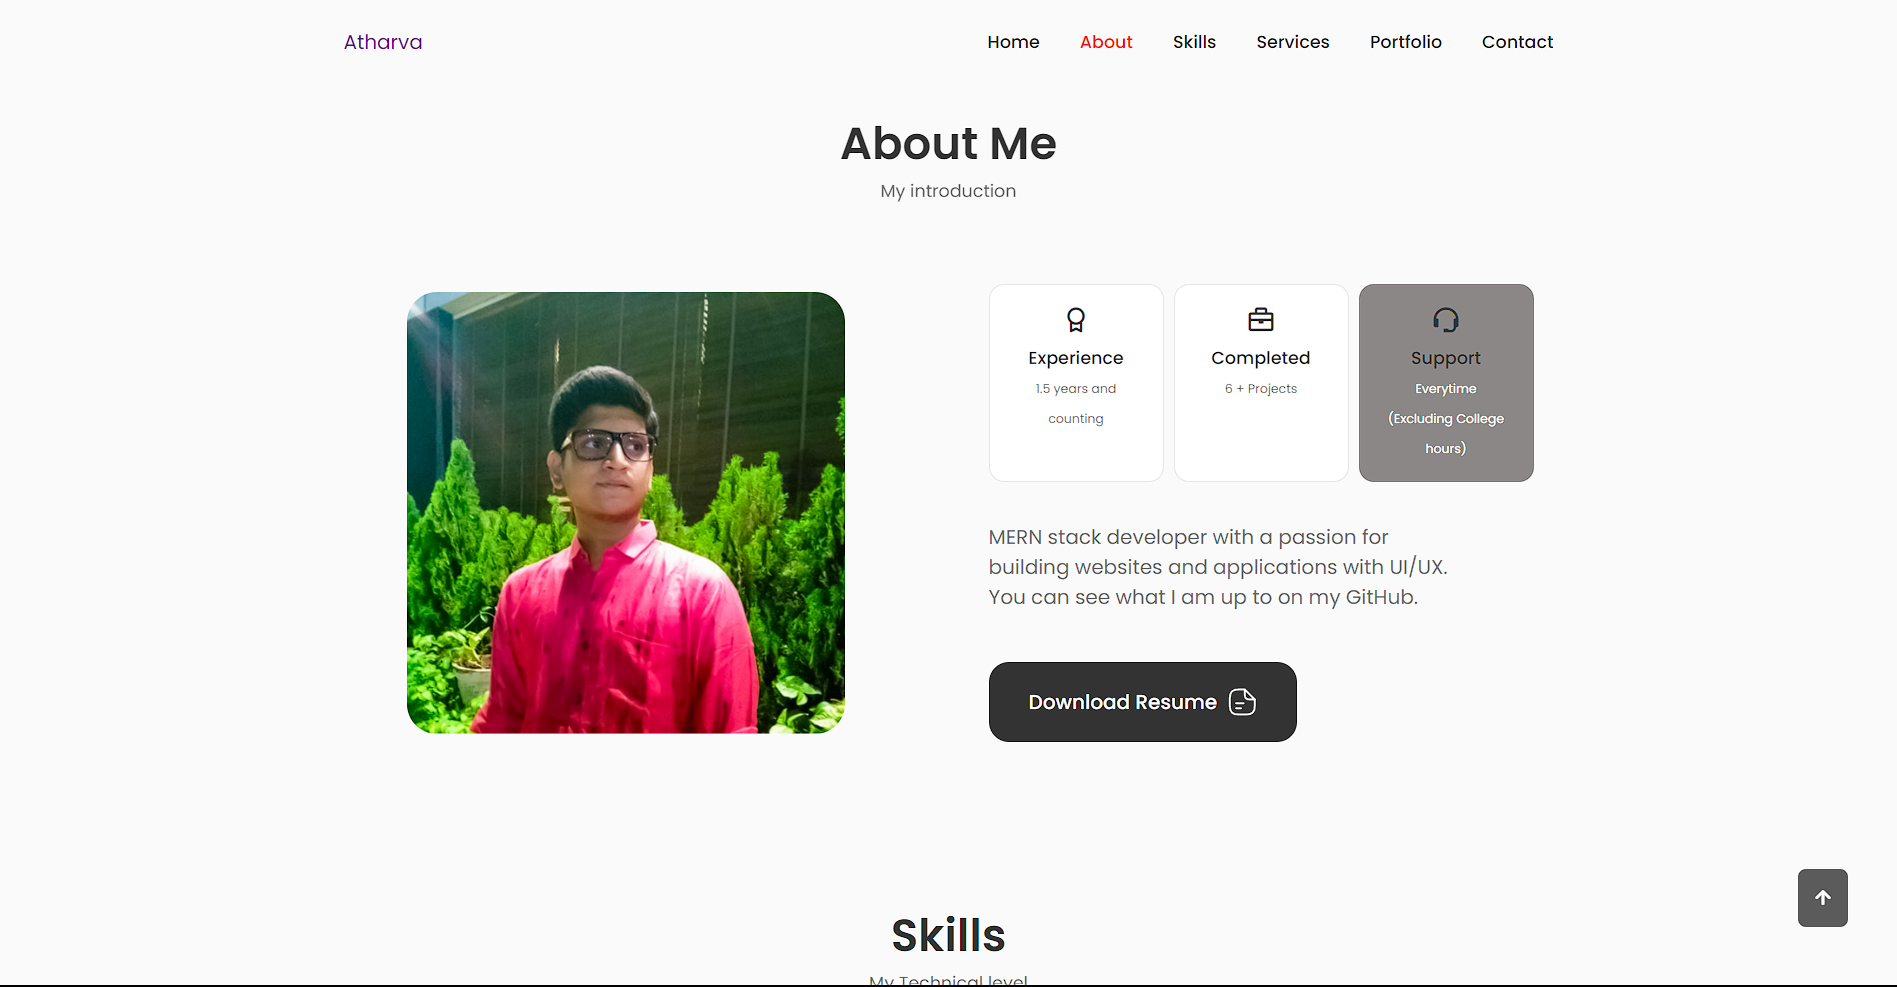 Atharva
Home About Skills Services Portfolio Contact
About Me
My introduction
Experience
1.5 years and
counting
Completed
6 + Projects
Support
Everytime
(Excluding College
hours)
MERN stack developer with a passion for
building websites and applications with UI/UX.
You can see what I am up to on my GitHub.
Download Resume
Skills
My Technical level